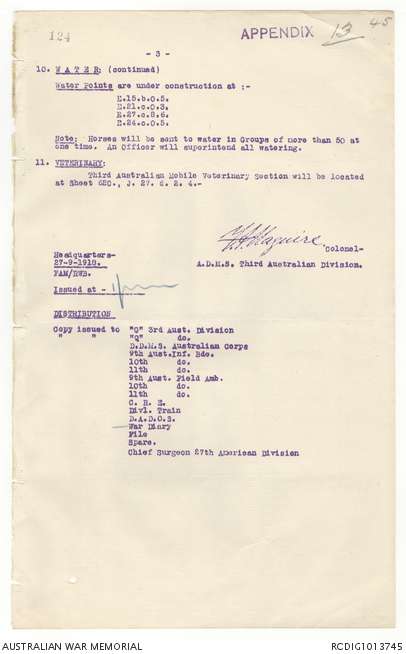 124
APPENDIX 13 45
- 3 -
10. W A T E R: (continued)
Water Points are under construction at :-
E.15.b.0.5.
E.21.c.0.3.
E.27.c.8.6.
E.24.c.0.5.
Note: Horses will be sent to water in Groups of more than 50 at
one time. An Officer will superintend all watering.
11. VETERINARY:
Third Australian Mobile Veterinary Section will be located
at Sheet 62C., J. 27. d. 2. 4.-
Maguire
Colonel-
A.D.M.S. Third Australian Division.
Headquarters-
27-9-1918.
FAM/RWB.
Issued at -
DISTRIBUTION
Copy issued to "G" 3rd Aust. Division
" " "Q" do.
D.D.M.S. Australian Corps
9th Aust.Inf. Bde.
10th do.
11th do.
9th Aust. Field Amb.
10th do.
11th do.
C. R. E.
Divl. Train
D.A.D.O.S.
War Diary
File
Spare.
Chief Surgeon 27th American Division
AUSTRALIAN WAR MEMORIAL
RCDIG1013745